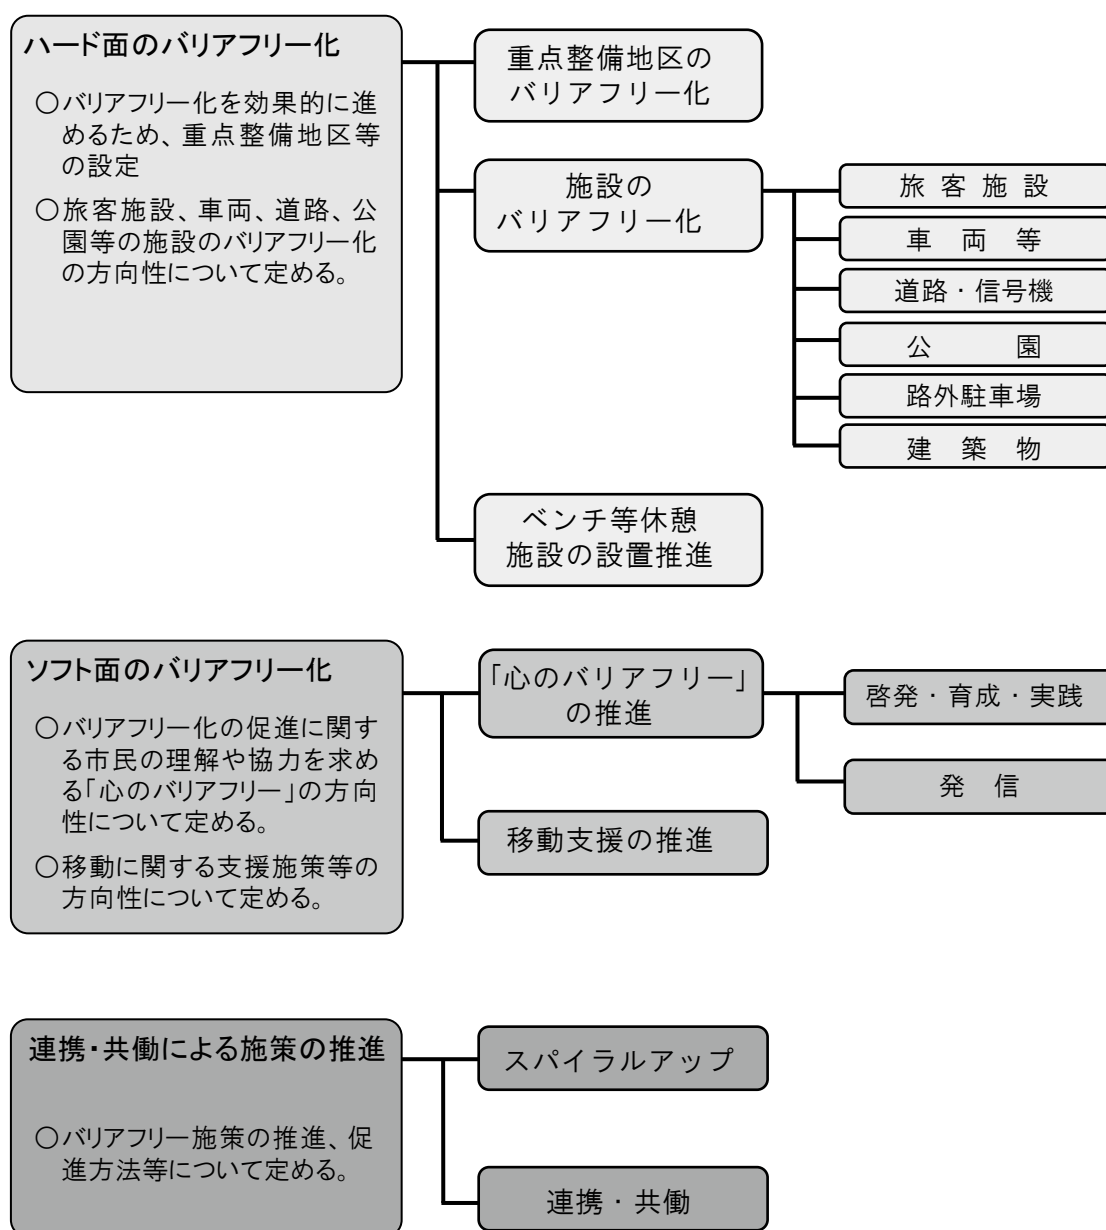 ハード面のバリアフリー化
○バリアフリー化を効果的に進
めるため、重点整備地区等
の設定
○旅客施設、車両、道路、公
園等の施設のバリアフリー化
の方向性について定める。
重点整備地区の
バリアフリー化
施設の
バリアフリー化
旅客施設
車両等
道路・信号機
公園
路外駐車場
建築物
ベンチ等休憩
施設の設置推進
ソフト面のバリアフリー化
○バリアフリー化の促進に関す
る市民の理解や協力を求め
る「心のバリアフリー」の方向
性について定める。
○移動に関する支援施策等の
方向性について定める。
「心のバリアフリー」
の推進
啓発・育成・実践
発信
移動支援の推進
連携・共働による施策の推進
○バリアフリー施策の推進、促
進方法等について定める。
スパイラルアップ
連携・共働